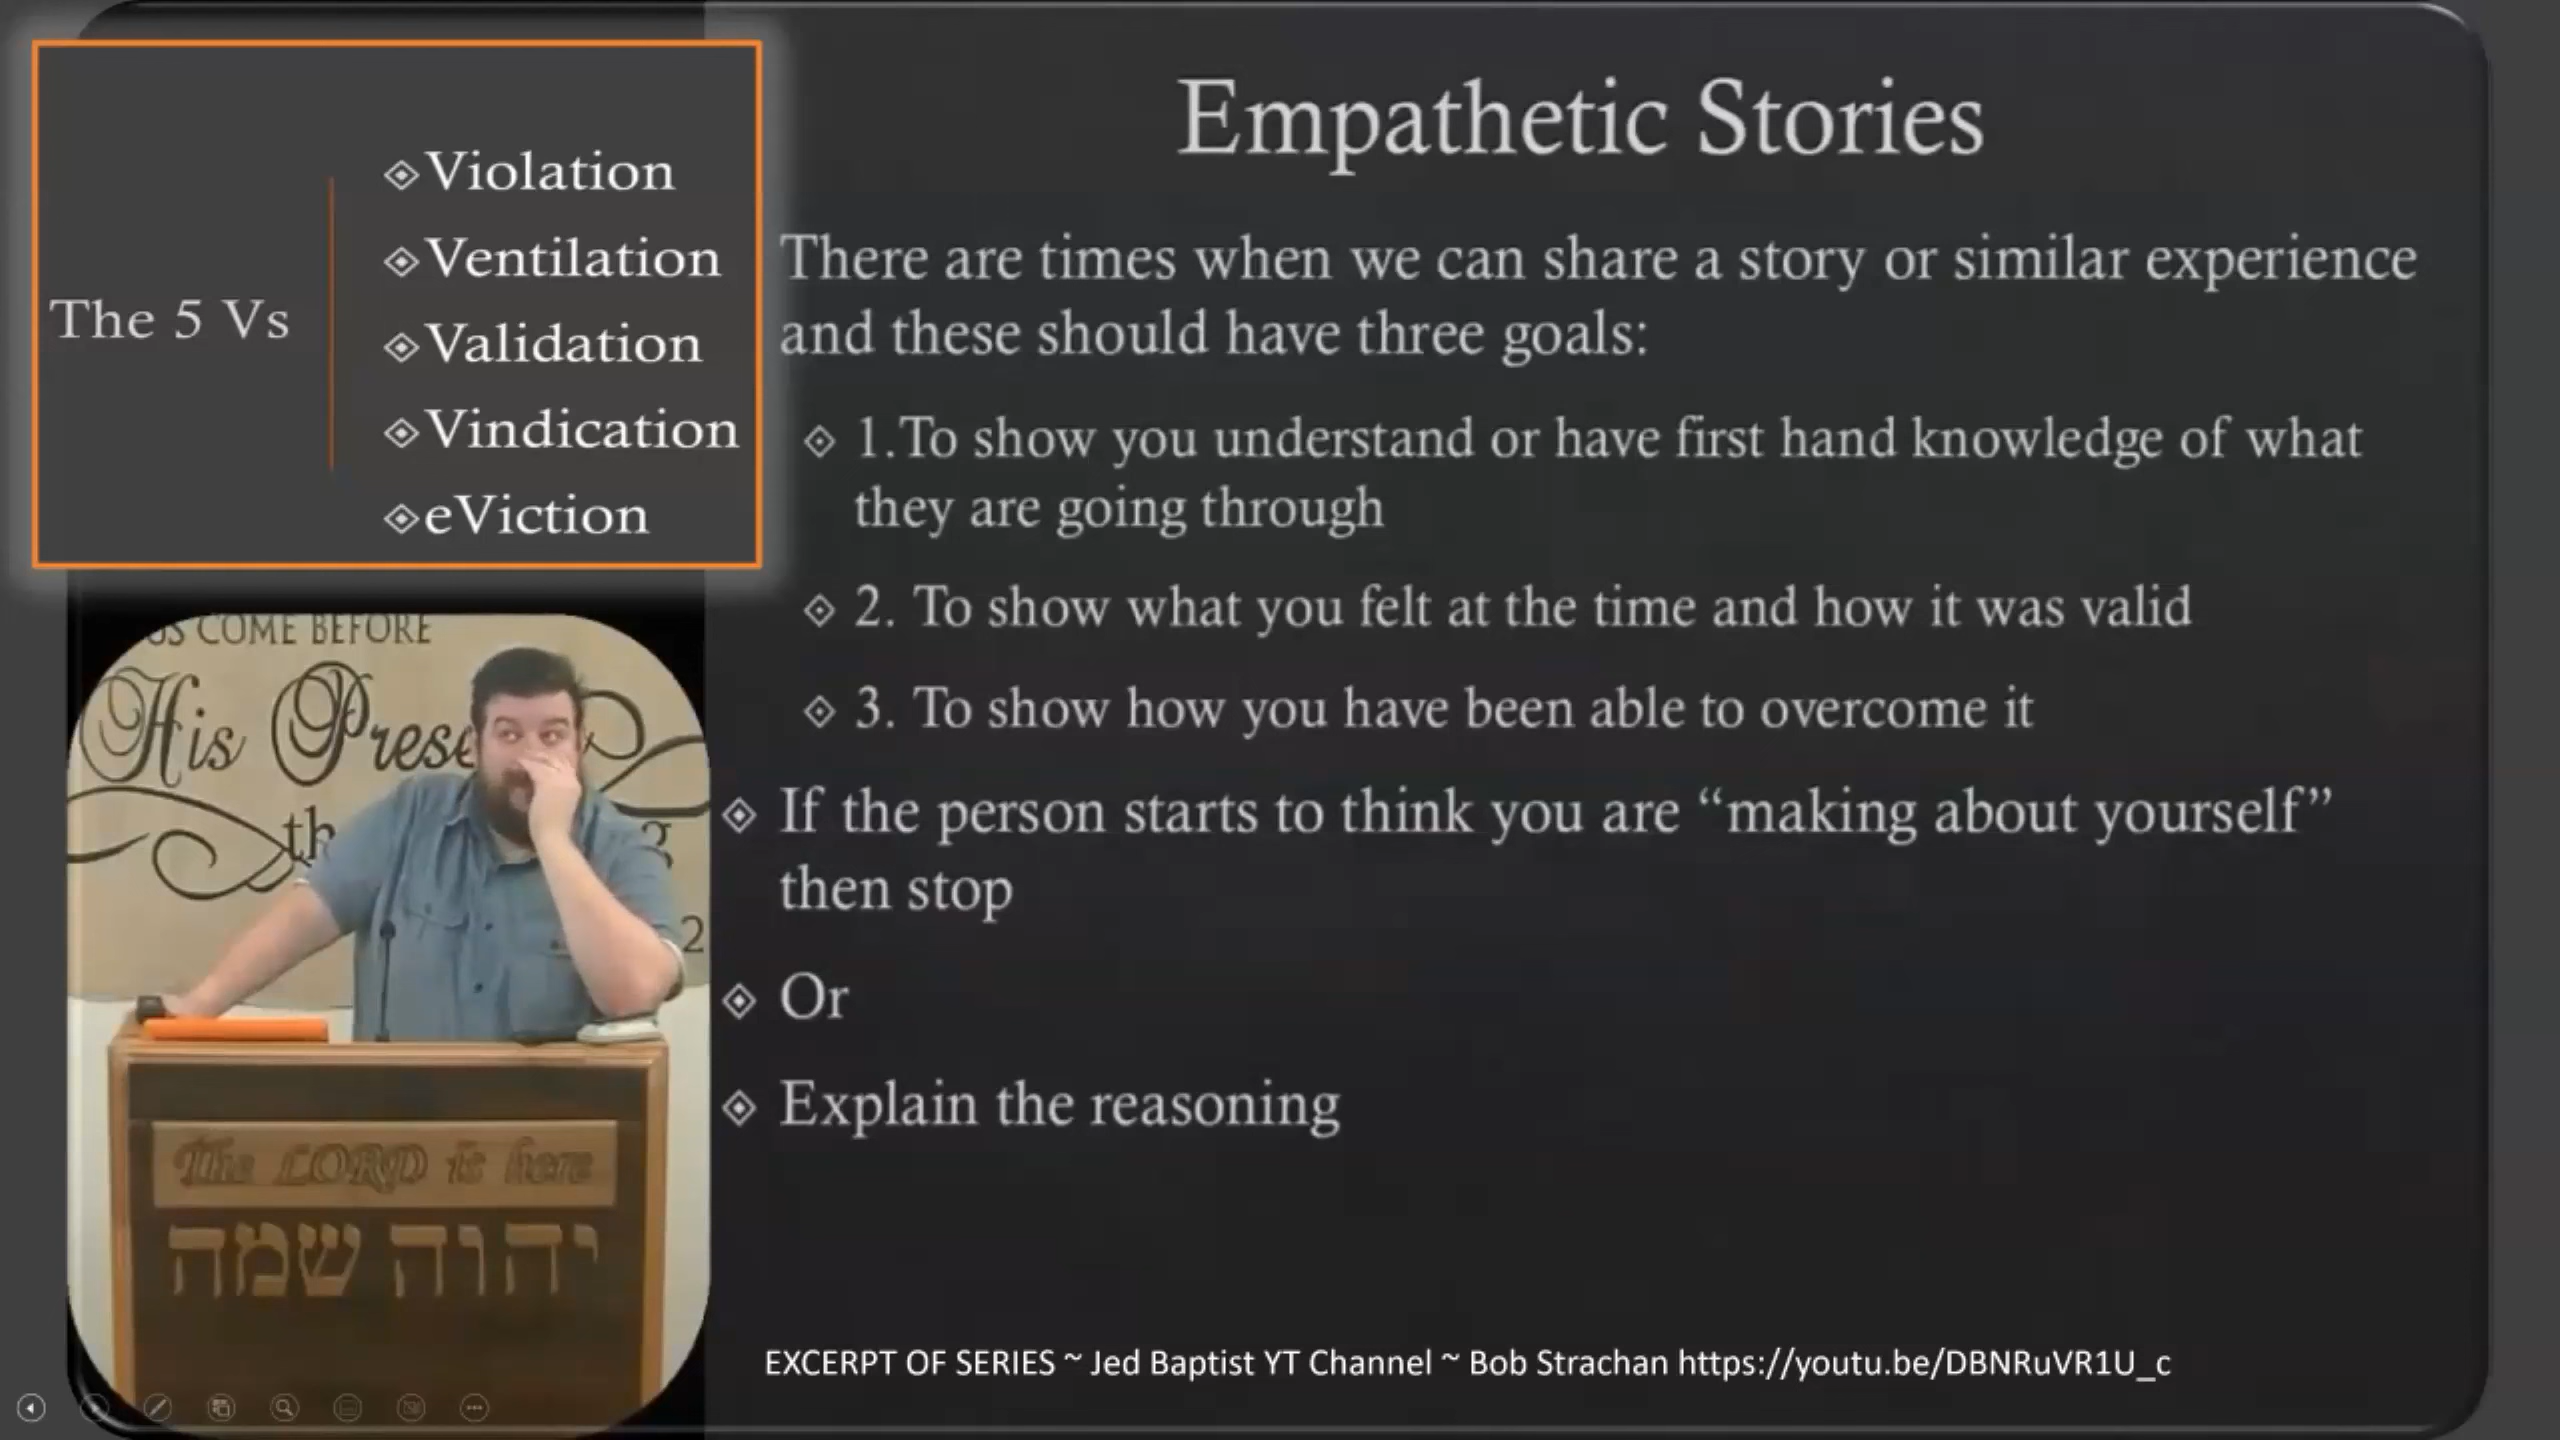 The 5 Vs
Violation
Ventilation
Validation
Vindication
eViction
Empathetic Stories
There are times when we can share a story or similar experience
and these should have three goals:
1.To show you understand or have first hand knowledge of what
they are going through
2. To show what you felt at the time and how it was valid
3. To show how you have been able to overcome it
If the person starts to think you are “making about yourself”
then stop
Or
Explain the reasoning
COME BEFORE
His
2
The LORD is here
יהוה שמה
EXCERPT OF SERIES ~ Jed Baptist YT Channel ~ Bob Strachan https://youtu.be/DBNRuVR1U_c